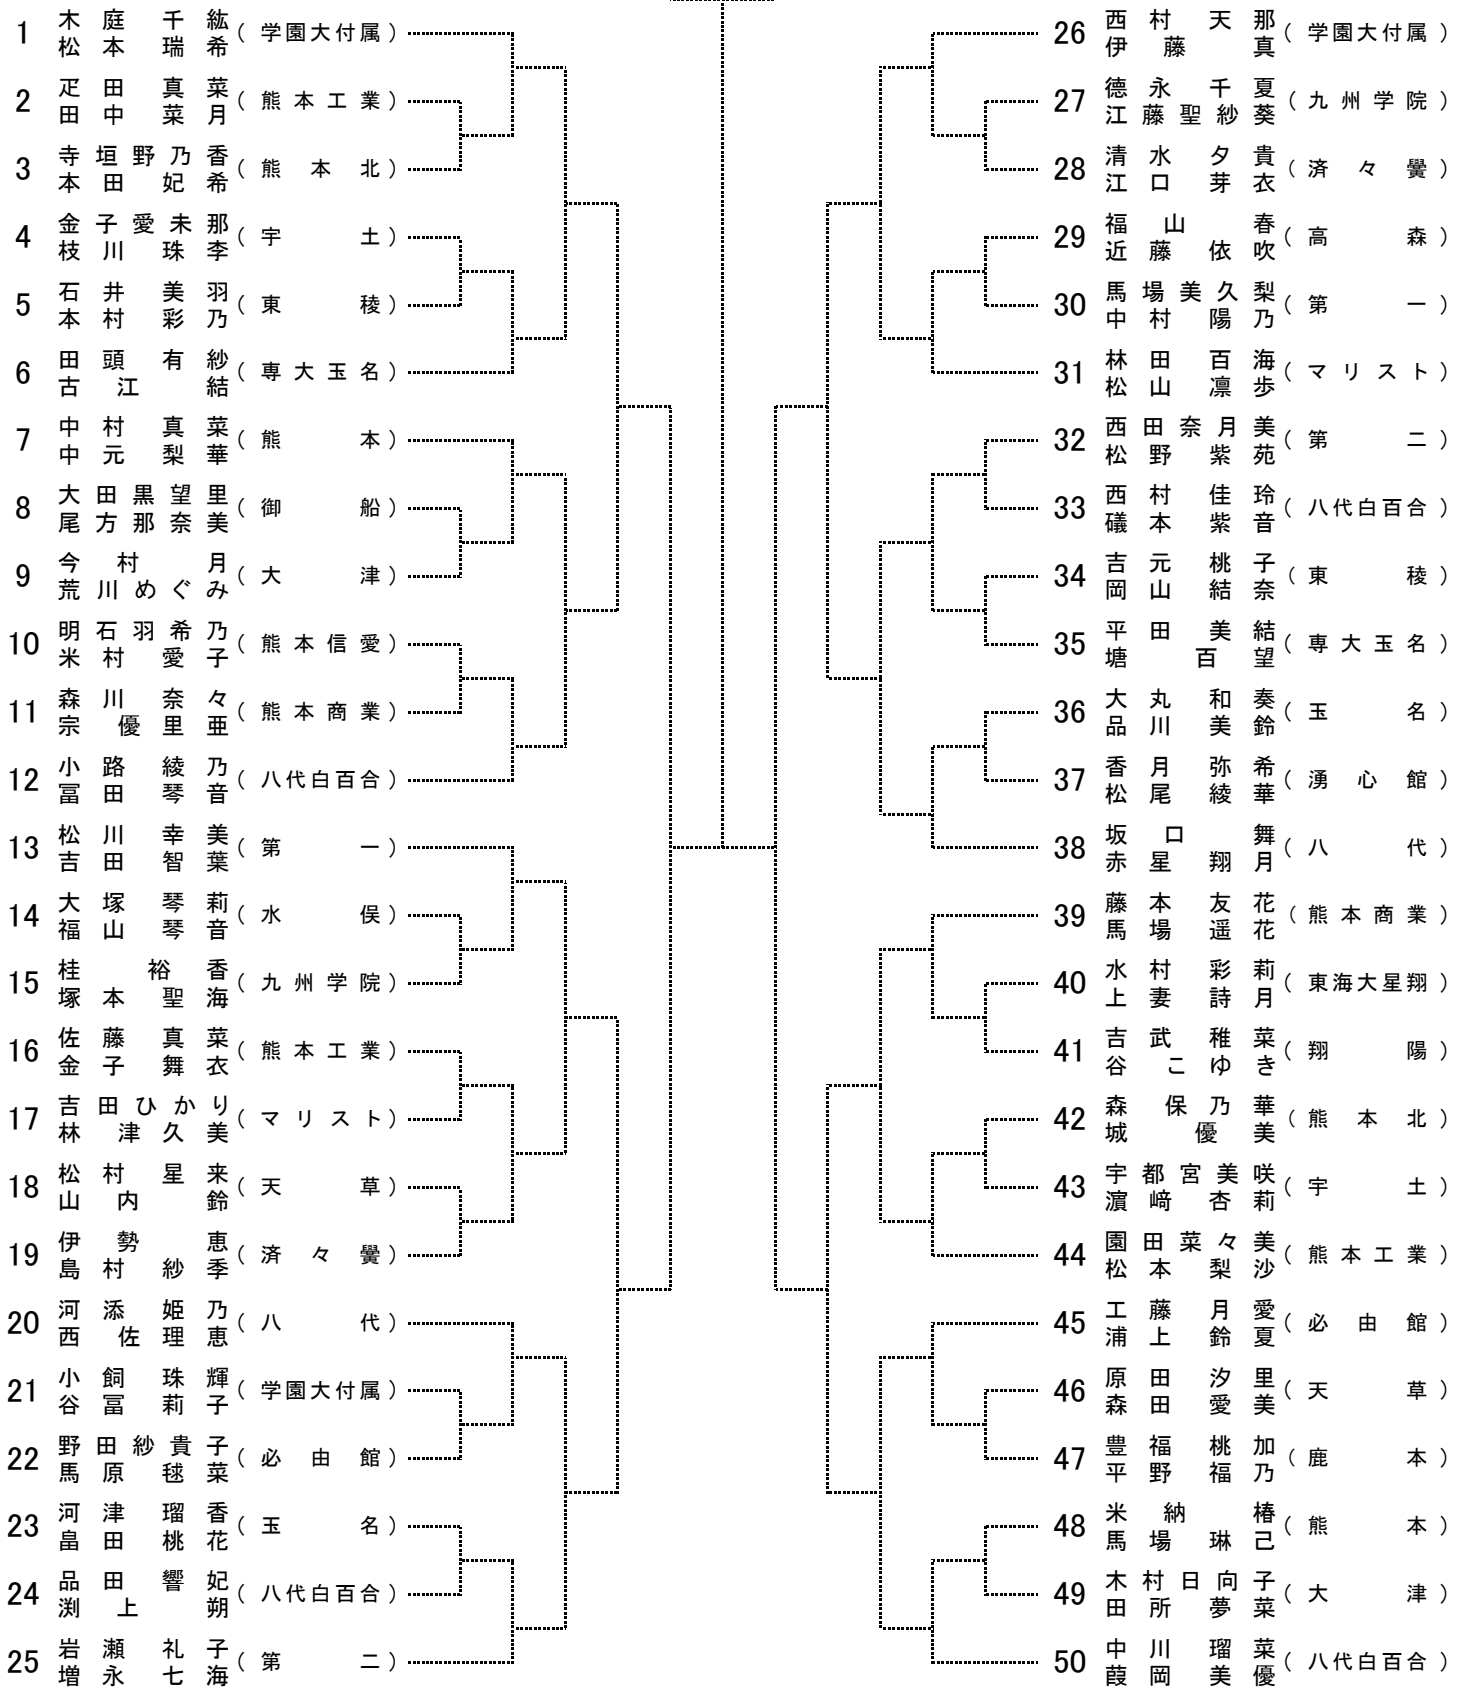 1 木庭千紘 (学園大付属)
松本瑞希
2 疋田真菜 (熊本工業)
田中菜月
3 寺垣野乃香 (熊本北)
本田妃希
4 金子愛未那 (宇土)
枝川珠李
5 石井美羽 (東稜)
本村彩乃
6 田頭有紗 (専大玉名)
古江結
7 中村真菜 (熊本)
中元梨華
8 大田黒望里 (御船)
尾方那奈美
9 今村月 (大津)
荒川めぐみ
10 明石羽希乃 (熊本信愛)
米村愛子
11 森川奈々 (熊本商業)
宗優里亜
12 小路綾乃 (八代白百合)
冨田琴音
13 松川幸美 (第一)
吉田智葉
14 大塚琴莉 (水俣)
福山琴音
15 桂裕香 (九州学院)
塚本聖海
16 佐藤真菜 (熊本工業)
金子舞衣
17 吉田ひかり (マリスト)
林津久美
18 松村星来 (天草)
山内鈴
19 伊勢恵 (済々黌)
島村紗季
20 河添姫乃 (八代)
西佐理恵
21 小飼珠輝 (学園大付属)
谷冨莉子
22 野田紗貴子 (必由館)
馬原毬菜
23 河津瑠香 (玉名)
畠田桃花
24 品田響妃 (八代白百合)
渕上朔
25 岩瀬礼子 (第二)
増永七海
26 西村天那 (学園大付属)
伊藤真
27 德永千夏 (九州学院)
江藤聖紗葵
28 清水夕貴 (済々黌)
江口芽衣
29 福山春 (高森)
近藤依吹
30 馬場美久梨 (第一)
中村陽乃
31 林田百海 (マリスト)
松山凛歩
32 西田奈月美 (第二)
松野紫苑
33 西村佳玲 (八代白百合)
礒本紫音
34 吉元桃子 (東稜)
岡山結奈
35 平田美結 (専大玉名)
塘百望
36 大丸和奏 (玉名)
品川美鈴
37 香月弥希 (湧心館)
松尾綾華
38 坂口舞 (八代)
赤星翔月
39 藤本友花 (熊本商業)
馬場遥花
40 水村彩莉 (東海大星翔)
上妻詩月
41 吉武稚菜 (翔陽)
谷こゆき
42 森保乃華 (熊本北)
城優美
43 宇都宮美咲 (宇土)
濵﨑杏莉
44 園田菜々美 (熊本工業)
松本梨沙
45 工藤月愛 (必由館)
浦上鈴夏
46 原田汐里 (天草)
森田愛美
47 豊福桃加 (鹿本)
平野福乃
48 米納椿 (熊本)
馬場琳己
49 木村日向子 (大津)
田所夢菜
50 中川瑠菜 (八代白百合)
葭岡美優